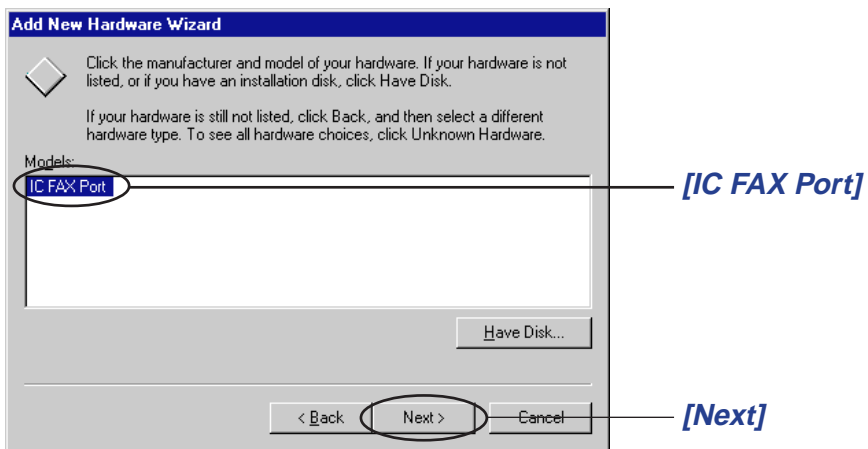 Add New Hardware Wizard
Click the manufacturer and model of your hardware. If your hardware is not
listed, or if you have an installation disk, click Have Disk.
If your hardware is still not listed, click Back, and then select a different
hardware type. To see all hardware choices, click Unknown Hardware.
Models:
IC FAX Port
[IC FAX Port]
Have Disk...
< Back
Next >
Cancel
[Next]